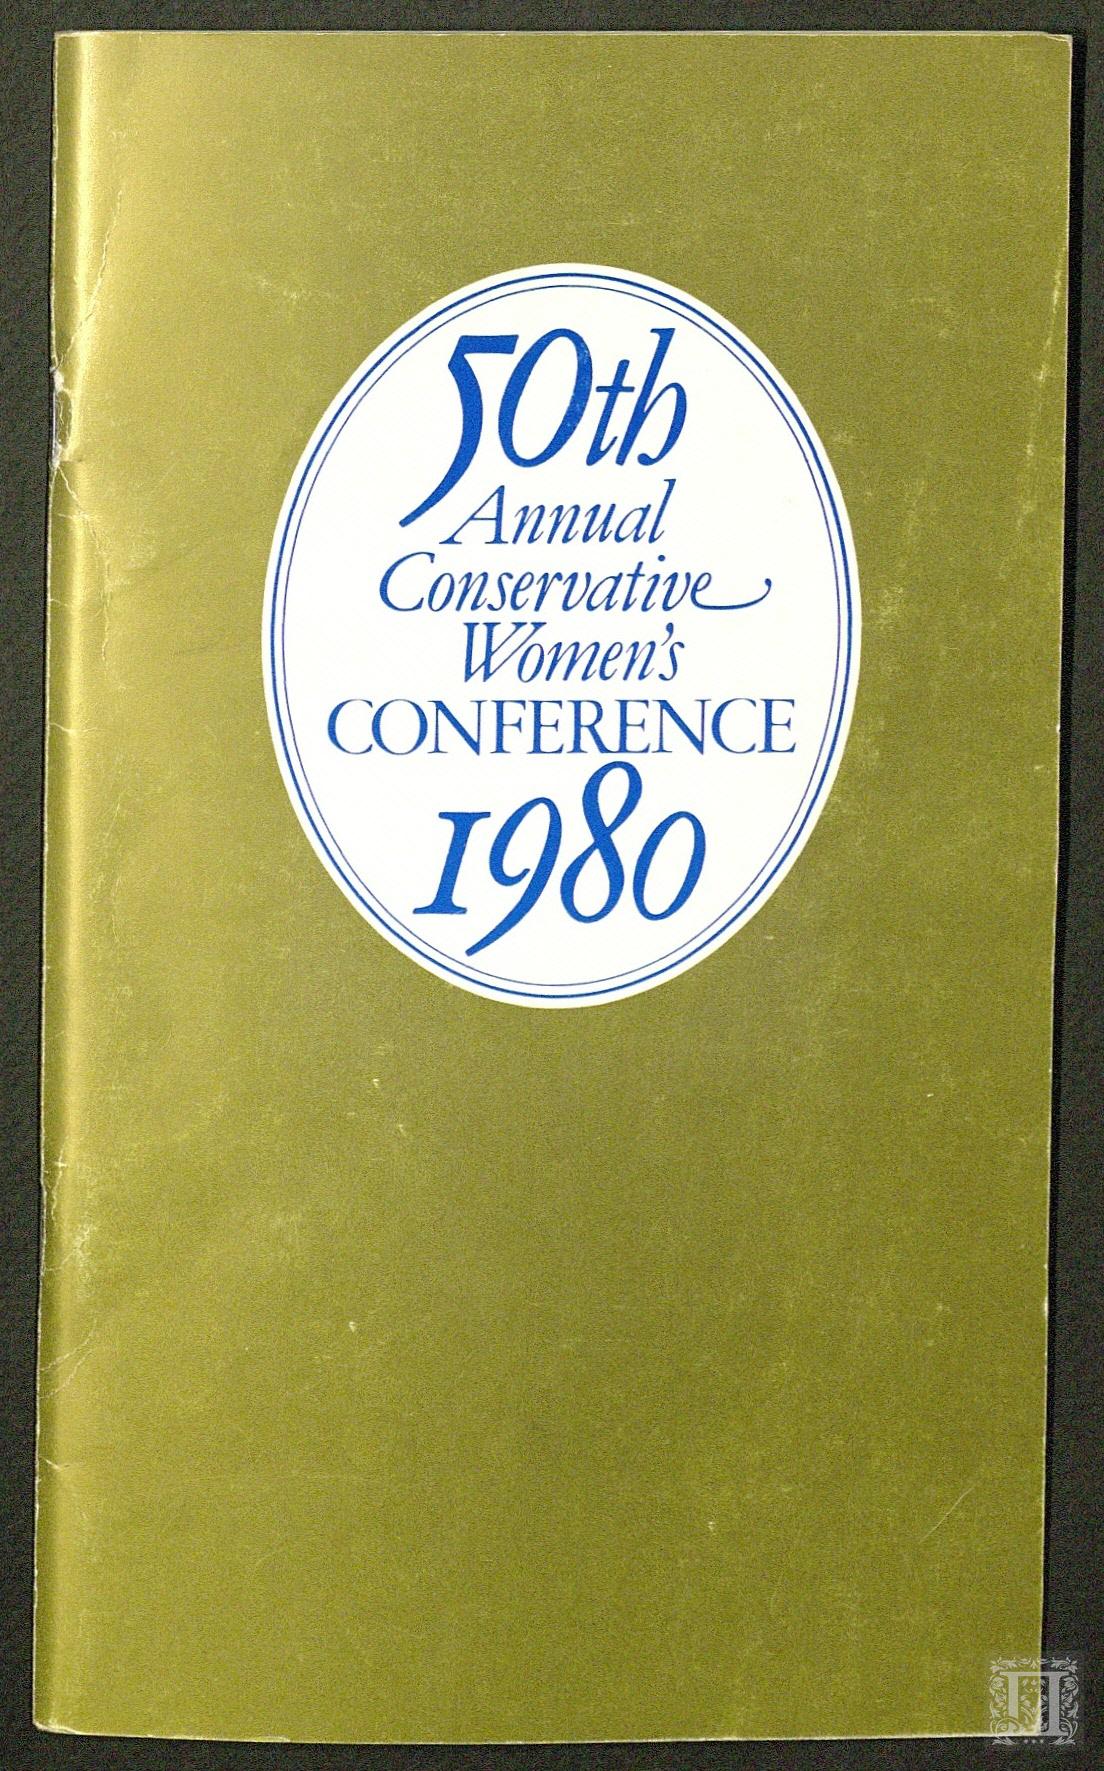 50th
Annual
Conservative
Women's
CONFERENCE
1980